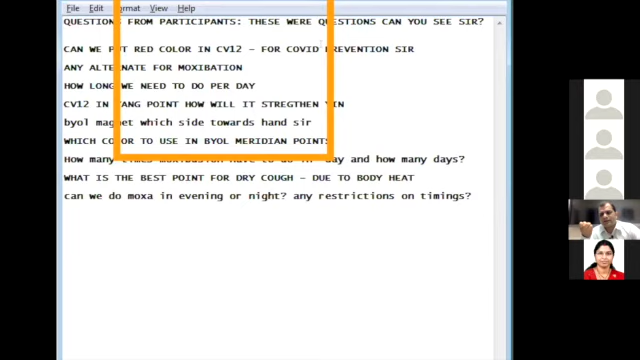 File Edit Format View Help
QUESTIONS FROM PARTICIPANTS: THESE WERE QUESTIONS CAN YOU SEE SIR?
CAN WE PUT RED COLOR IN CV12 – FOR COVID PREVENTION SIR
ANY ALTERNATE FOR MOXIBATION
HOW LONG WE NEED TO DO PER DAY
CV12 IN YANG POINT HOW WILL IT STREGTHEN YIN
byol magnet which side towards hand sir
WHICH COLOR TO USE IN BYOL MERIDIAN POINTS
How many times moxibustion have to do in day and how many days?
WHAT IS THE BEST POINT FOR DRY COUGH – DUE TO BODY HEAT
can we do moxa in evening or night? any restrictions on timings?